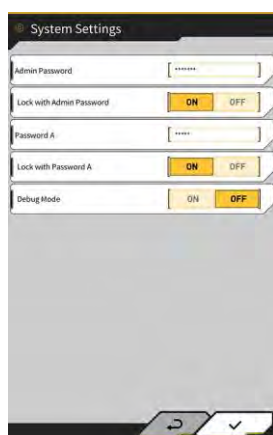 System Settings
Admin Password [ ······· ]
Lock with Admin Password [ ON OFF ]
Password A [ ····· ]
Lock with Password A [ ON OFF ]
Debug Mode [ ON OFF ]